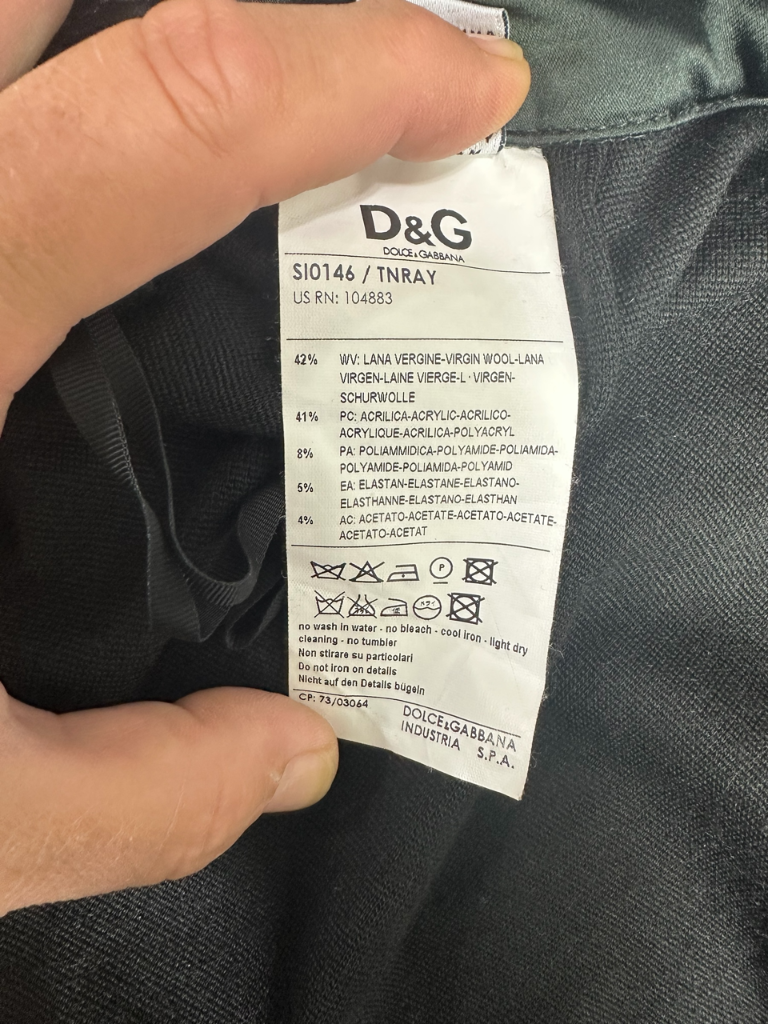 D&G
DOLCE & GABBANA
SI0146 / TNRAY
US RN: 104883
42% WV: LANA VERGINE-VIRGIN WOOL-LANA
VIRGEN-LAINE VIERGE-L·VIRGEN-
SCHURWOLLE
41% PC: ACRILICA-ACRYLIC-ACRILICO-
ACRYLIQUE-ACRILICA-POLYACRYL
8% PA: POLIAMMIDICA-POLYAMIDE-POLIAMIDA-
POLYAMIDE-POLIAMIDA-POLYAMID
5% EA: ELASTAN-ELASTANE-ELASTANO-
ELASTHANNE-ELASTANO-ELASTHAN
4% AC: ACETATO-ACETATE-ACETATO-ACETATE-
ACETATO-ACETAT
P
no wash in water - no bleach - cool iron - light dry
cleaning - no tumbler
Non stirare su particolari
Do not iron on details
Nicht auf den Details bügeln
CP: 73/03064
DOLCE & GABBANA
INDUSTRIA S.P.A.